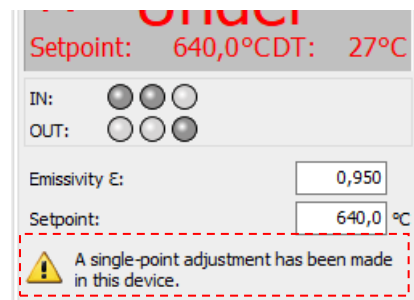 Under
Setpoint: 640,0°C DT: 27°C
IN:
OUT:
Emissivity ε: 0,950
Setpoint: 640,0 °C
A single-point adjustment has been made
in this device.